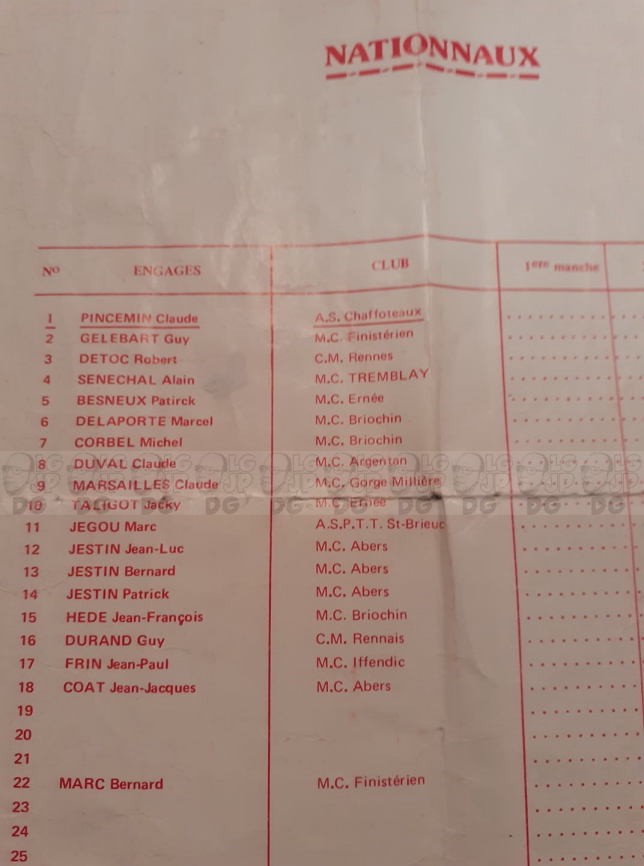 NATIONNAUX
Nº ENGAGES CLUB 1ere manche
1 PINCEMIN Claude A.S. Chaffoteaux
2 GELEBART Guy M.C. Finistérien
3 DETOC Robert C.M. Rennes
4 SENECHAL Alain M.C. TREMBLAY
5 BESNEUX Patirck M.C. Ernée
6 DELAPORTE Marcel M.C. Briochin
7 CORBEL Michel M.C. Briochin
8 DUVAL Claude M.C. Argentan
9 MARSAILLES Claude M.C. Gorge Millière
10 TALIGOT Jacky M.C. Ernée
11 JEGOU Marc A.S.P.T.T. St-Brieuc
12 JESTIN Jean-Luc M.C. Abers
13 JESTIN Bernard M.C. Abers
14 JESTIN Patrick M.C. Abers
15 HEDE Jean-François M.C. Briochin
16 DURAND Guy C.M. Rennais
17 FRIN Jean-Paul M.C. Iffendic
18 COAT Jean-Jacques M.C. Abers
19
20
21
22 MARC Bernard M.C. Finistérien
23
24
25